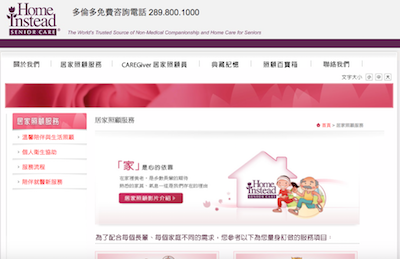 Home Instead SENIOR CARE
多倫多免費咨詢電話 289.800.1000
The World's Trusted Source of Non-Medical Companionship and Home Care for Seniors
關於我們 居家照顧服務 CAREGiver 居家照顧員 典藏記憶 照顧百寶箱 聯絡我們
文字大小
居家照顧服務
居家照顧服務
首頁 > 居家照顧服務
溫馨陪伴與生活照顧
個人衛生協助
服務流程
陪伴就醫新服務
「家」是心的依靠
Home Instead SENIOR CARE
居家照顧影片介紹 >
為了配合每個長輩、每個家庭不同的需求，您參考以下為您量身訂做的服務項目。